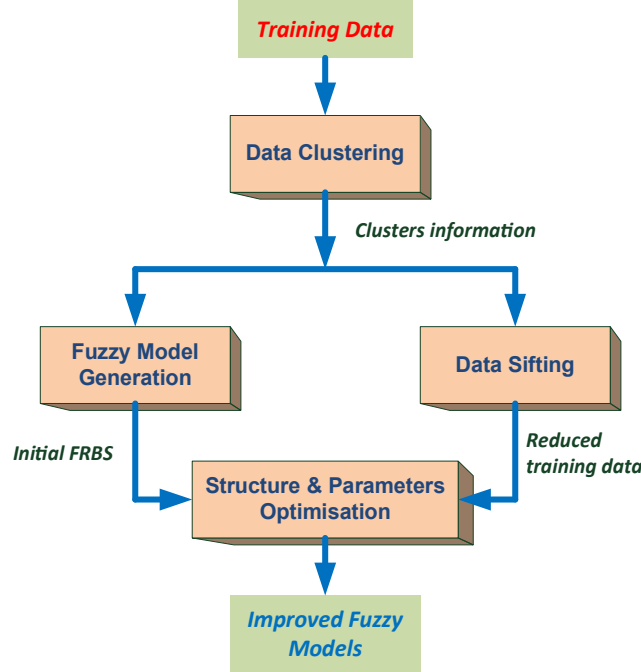 Training Data
Data Clustering
Clusters information
Fuzzy Model
Generation
Data Sifting
Initial FRBS
Reduced
training data
Structure & Parameters
Optimisation
Improved Fuzzy
Models